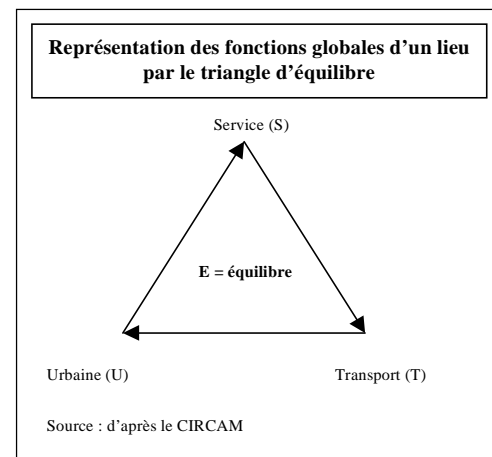 Représentation des fonctions globales d'un lieu
par le triangle d'équilibre
Service (S)
E = équilibre
Urbaine (U)
Transport (T)
Source : d'après le CIRCAM